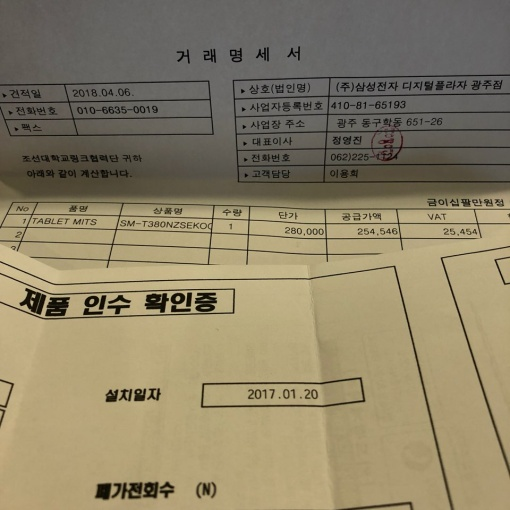 거 래 명 세 서
▸견적일 2018.04.06.
▸전화번호 010-6635-0019
▸팩스
▸상호(법인명) (주)삼성전자 디지털플라자 광주점
▸사업자등록번호 410-81-65193
▸사업장 주소 광주 동구학동 651-26
▸대표이사 정영진
▸전화번호 062)225-1124
▸고객담당 이용희
조선대학교링크협력단 귀하
아래와 같이 계산합니다.
금이십팔만원정
No 품명 상품명 수량 단가 공급가액 VAT
1 TABLET MITS SM-T380NZSEKOO 1 280,000 254,546 25,454
2
3
제품 인수 확인증
설치일자 2017.01.20
폐가전회수 (N)